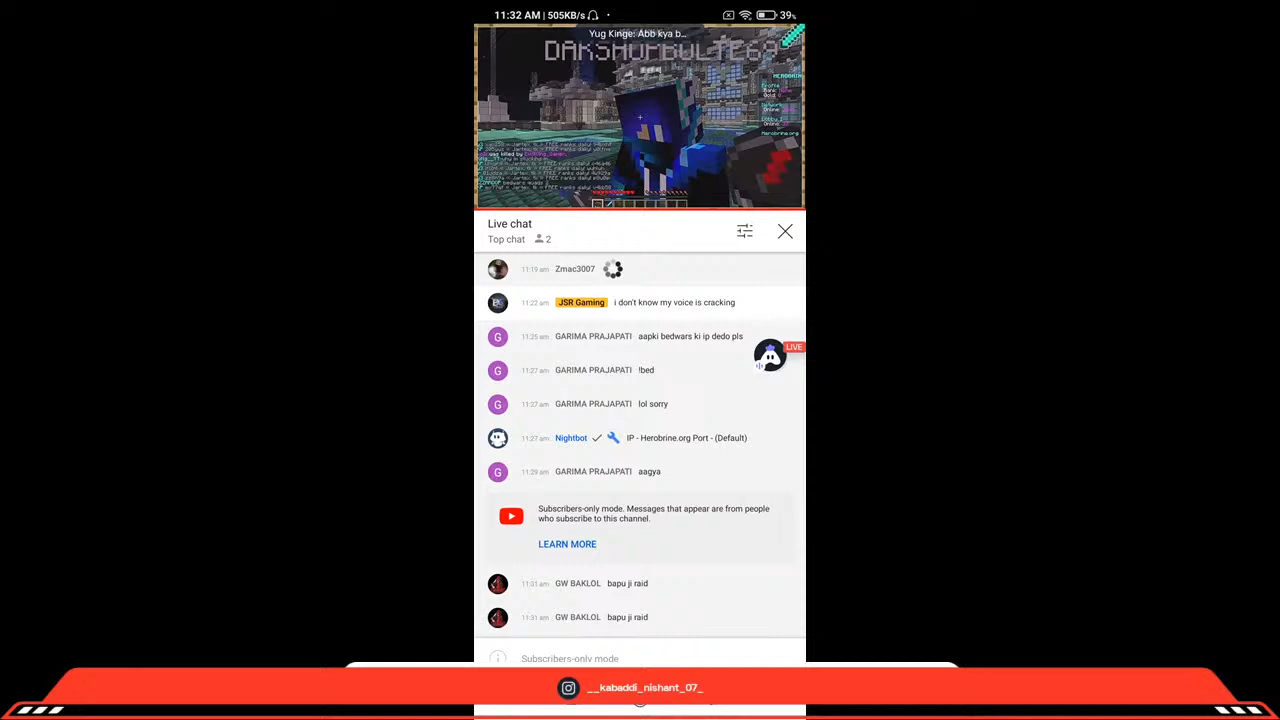 11:32 AM | 505KB/s
39%
Yug Kinge: Abb kya b...
HEROBRINE
Herobrine.org
Live chat
Top chat 2
11:19 am Zmac3007
11:22 am JSR Gaming i don't know my voice is cracking
11:25 am GARIMA PRAJAPATI aapki bedwars ki ip dedo pls
LIVE
11:27 am GARIMA PRAJAPATI !bed
11:27 am GARIMA PRAJAPATI lol sorry
11:27 am Nightbot IP - Herobrine.org Port - (Default)
11:29 am GARIMA PRAJAPATI aagya
Subscribers-only mode. Messages that appear are from people
who subscribe to this channel.
LEARN MORE
11:31 am GW BAKLOL bapu ji raid
11:31 am GW BAKLOL bapu ji raid
Subscribers-only mode
__kabaddi_nishant_07_